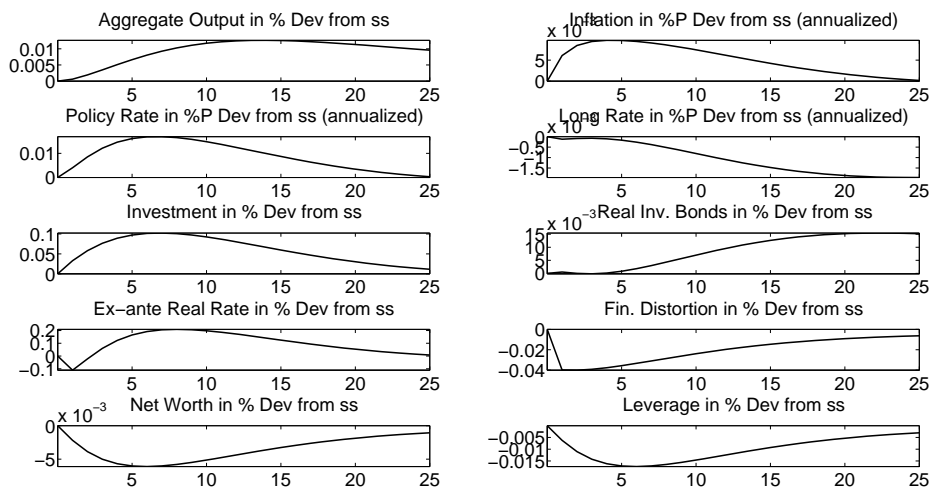 Aggregate Output in % Dev from ss
0.01
0.005
0
5 10 15 20 25
Inflation in %P Dev from ss (annualized)
x 10−3
5
0
5 10 15 20 25
Policy Rate in %P Dev from ss (annualized)
0.01
0
5 10 15 20 25
Long Rate in %P Dev from ss (annualized)
x 10−3
0
−0.5
−1
−1.5
5 10 15 20 25
Investment in % Dev from ss
0.1
0.05
0
5 10 15 20 25
Real Inv. Bonds in % Dev from ss
x 10−3
15
10
5
0
5 10 15 20 25
Ex−ante Real Rate in % Dev from ss
0.2
0.1
0
−0.1
5 10 15 20 25
Fin. Distortion in % Dev from ss
0
−0.02
−0.04
5 10 15 20 25
Net Worth in % Dev from ss
x 10−3
0
−5
5 10 15 20 25
Leverage in % Dev from ss
−0.005
−0.01
−0.015
5 10 15 20 25